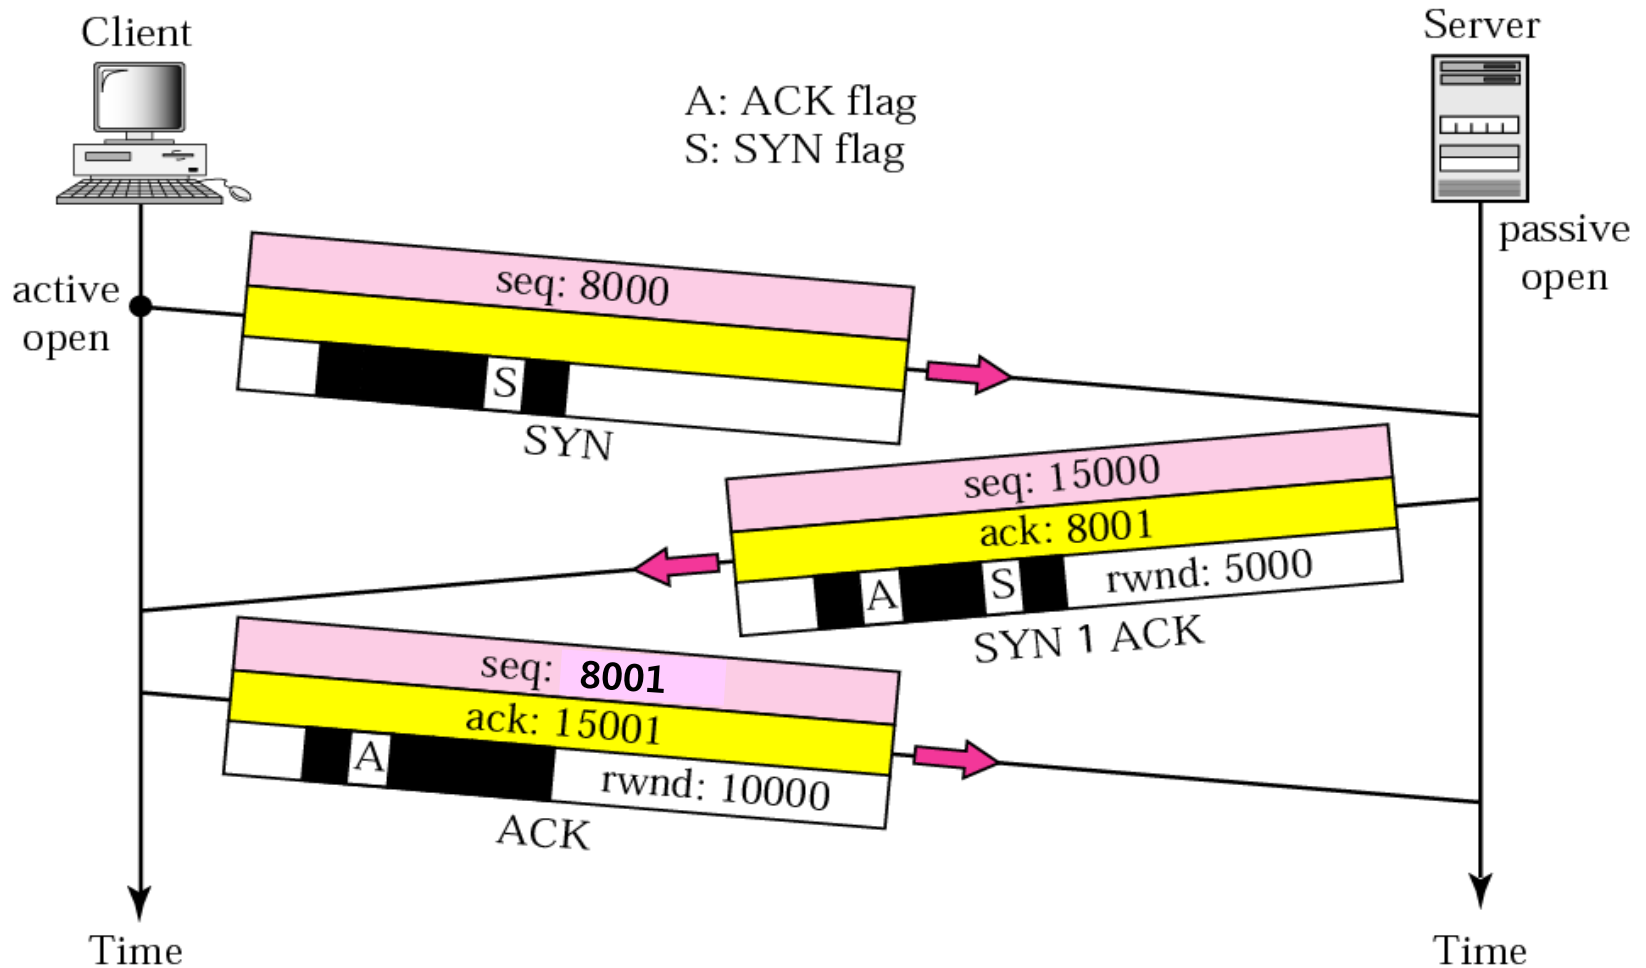 Client
Server
A: ACK flag
S: SYN flag
passive
open
active
open
seq: 8000
S
SYN
seq: 15000
ack: 8001
A S rwnd: 5000
SYN 1 ACK
seq: 8001
ack: 15001
A rwnd: 10000
ACK
Time
Time